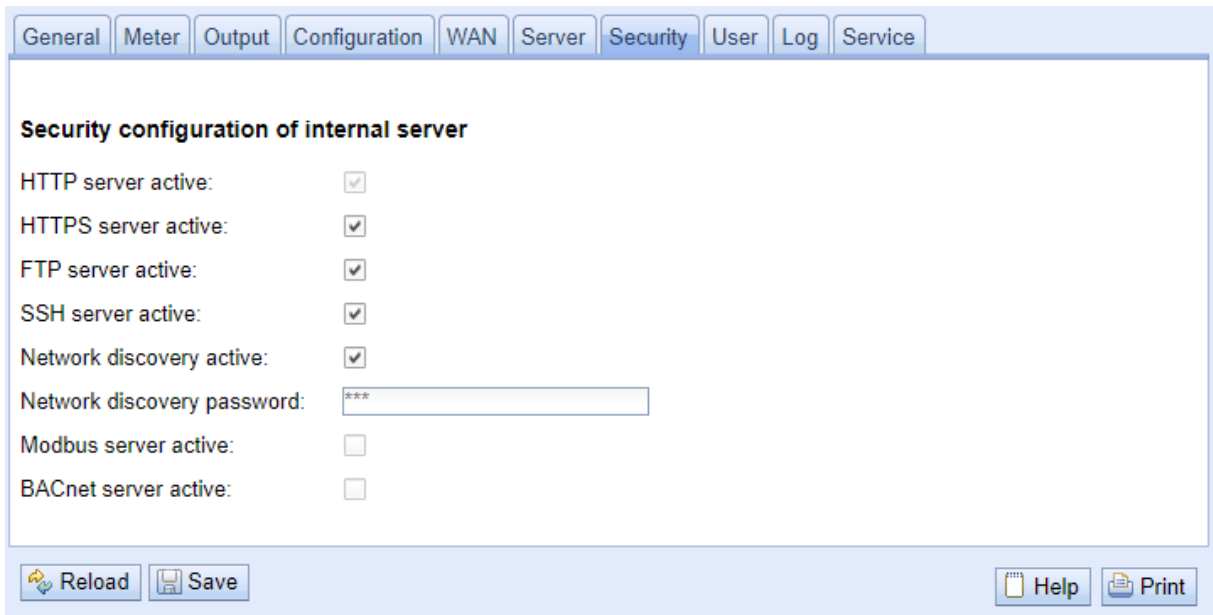 General Meter Output Configuration WAN Server Security User Log Service
Security configuration of internal server
HTTP server active:
HTTPS server active:
FTP server active:
SSH server active:
Network discovery active:
Network discovery password: ***
Modbus server active:
BACnet server active:
Reload Save Help Print